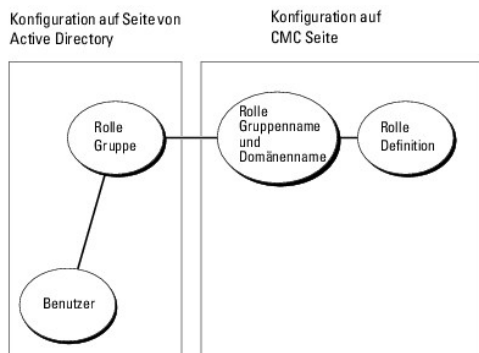 Konfiguration auf Seite von
Active Directory
Konfiguration auf
CMC Seite
Rolle
Gruppe
Rolle
Gruppenname
und
Domänenname
Rolle
Definition
Benutzer